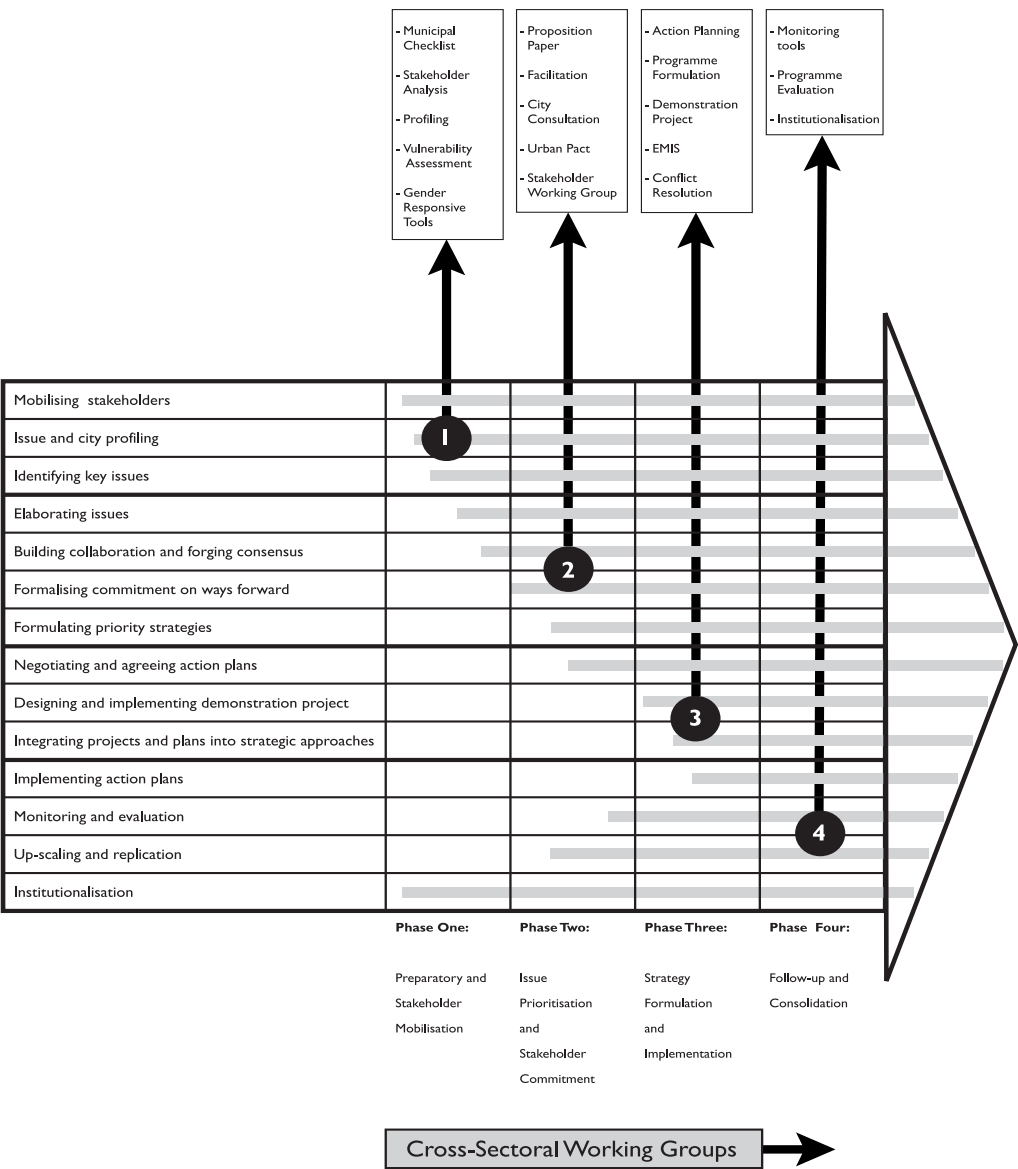 - Municipal
Checklist
- Stakeholder
Analysis
- Profiling
- Vulnerability
Assessment
- Gender
Responsive
Tools
- Proposition
Paper
- Facilitation
- City
Consultation
- Urban Pact
- Stakeholder
Working Group
- Action Planning
- Programme
Formulation
- Demonstration
Project
- EMIS
- Conflict
Resolution
- Monitoring
tools
- Programme
Evaluation
- Institutionalisation
Mobilising stakeholders
Issue and city profiling
1
Identifying key issues
Elaborating issues
Building collaboration and forging consensus
2
Formalising commitment on ways forward
Formulating priority strategies
Negotiating and agreeing action plans
Designing and implementing demonstration project
3
Integrating projects and plans into strategic approaches
Implementing action plans
Monitoring and evaluation
4
Up-scaling and replication
Institutionalisation
Phase One:
Preparatory and
Stakeholder
Mobilisation
Phase Two:
Issue
Prioritisation
and
Stakeholder
Commitment
Phase Three:
Strategy
Formulation
and
Implementation
Phase Four:
Follow-up and
Consolidation
Cross-Sectoral Working Groups